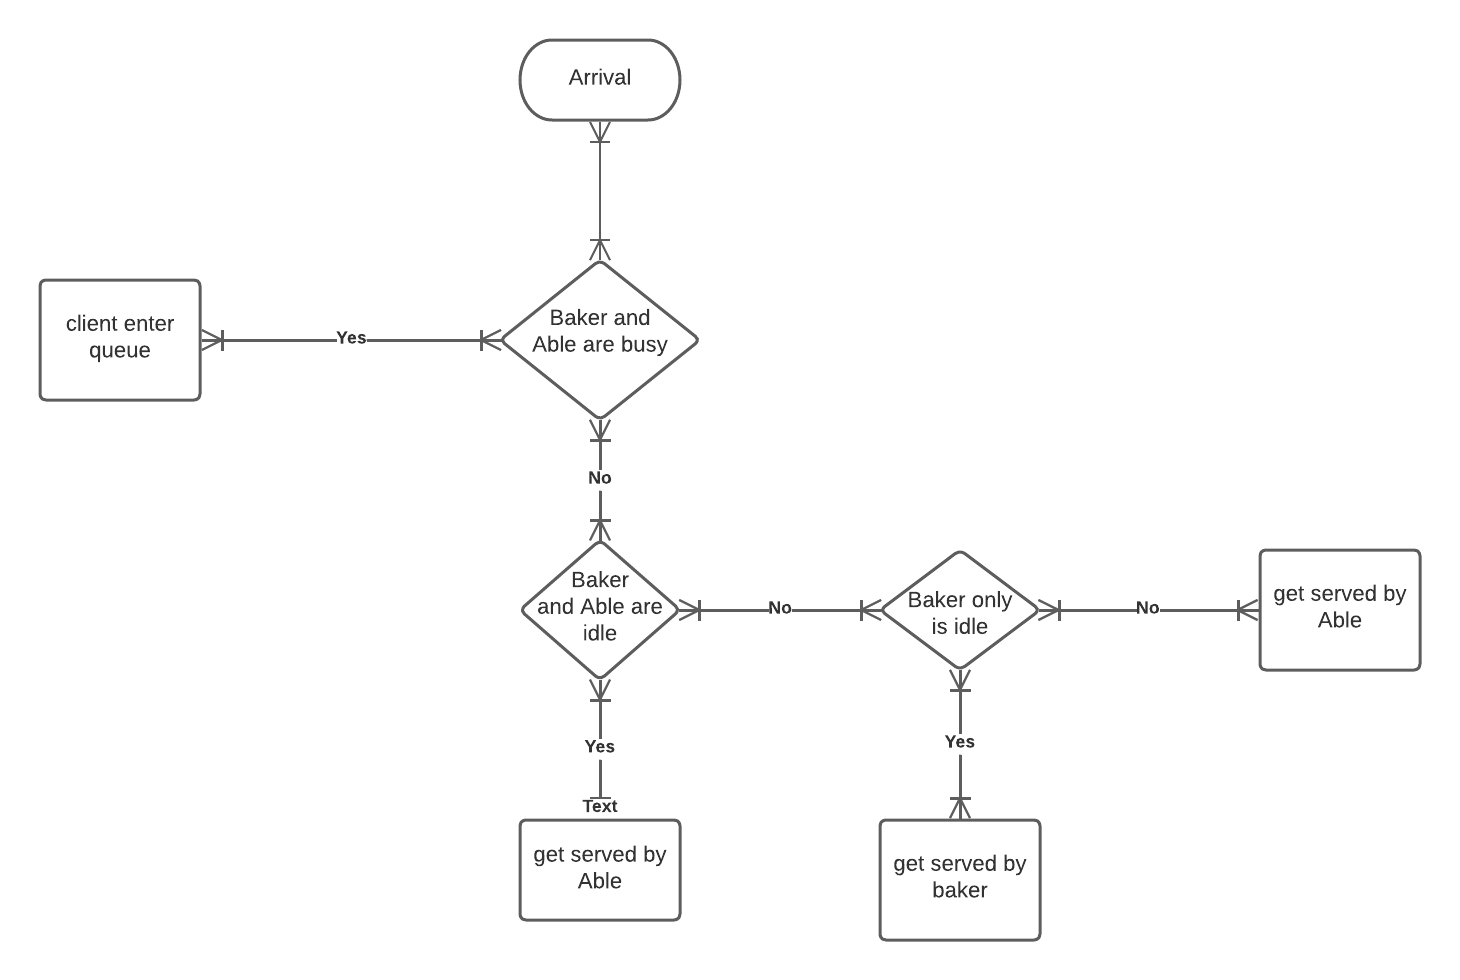 Arrival
Baker and
Able are busy
Yes
client enter
queue
No
Baker
and Able are
idle
No
Baker only
is idle
No
get served by
Able
Yes
Text
get served by
Able
Yes
get served by
baker